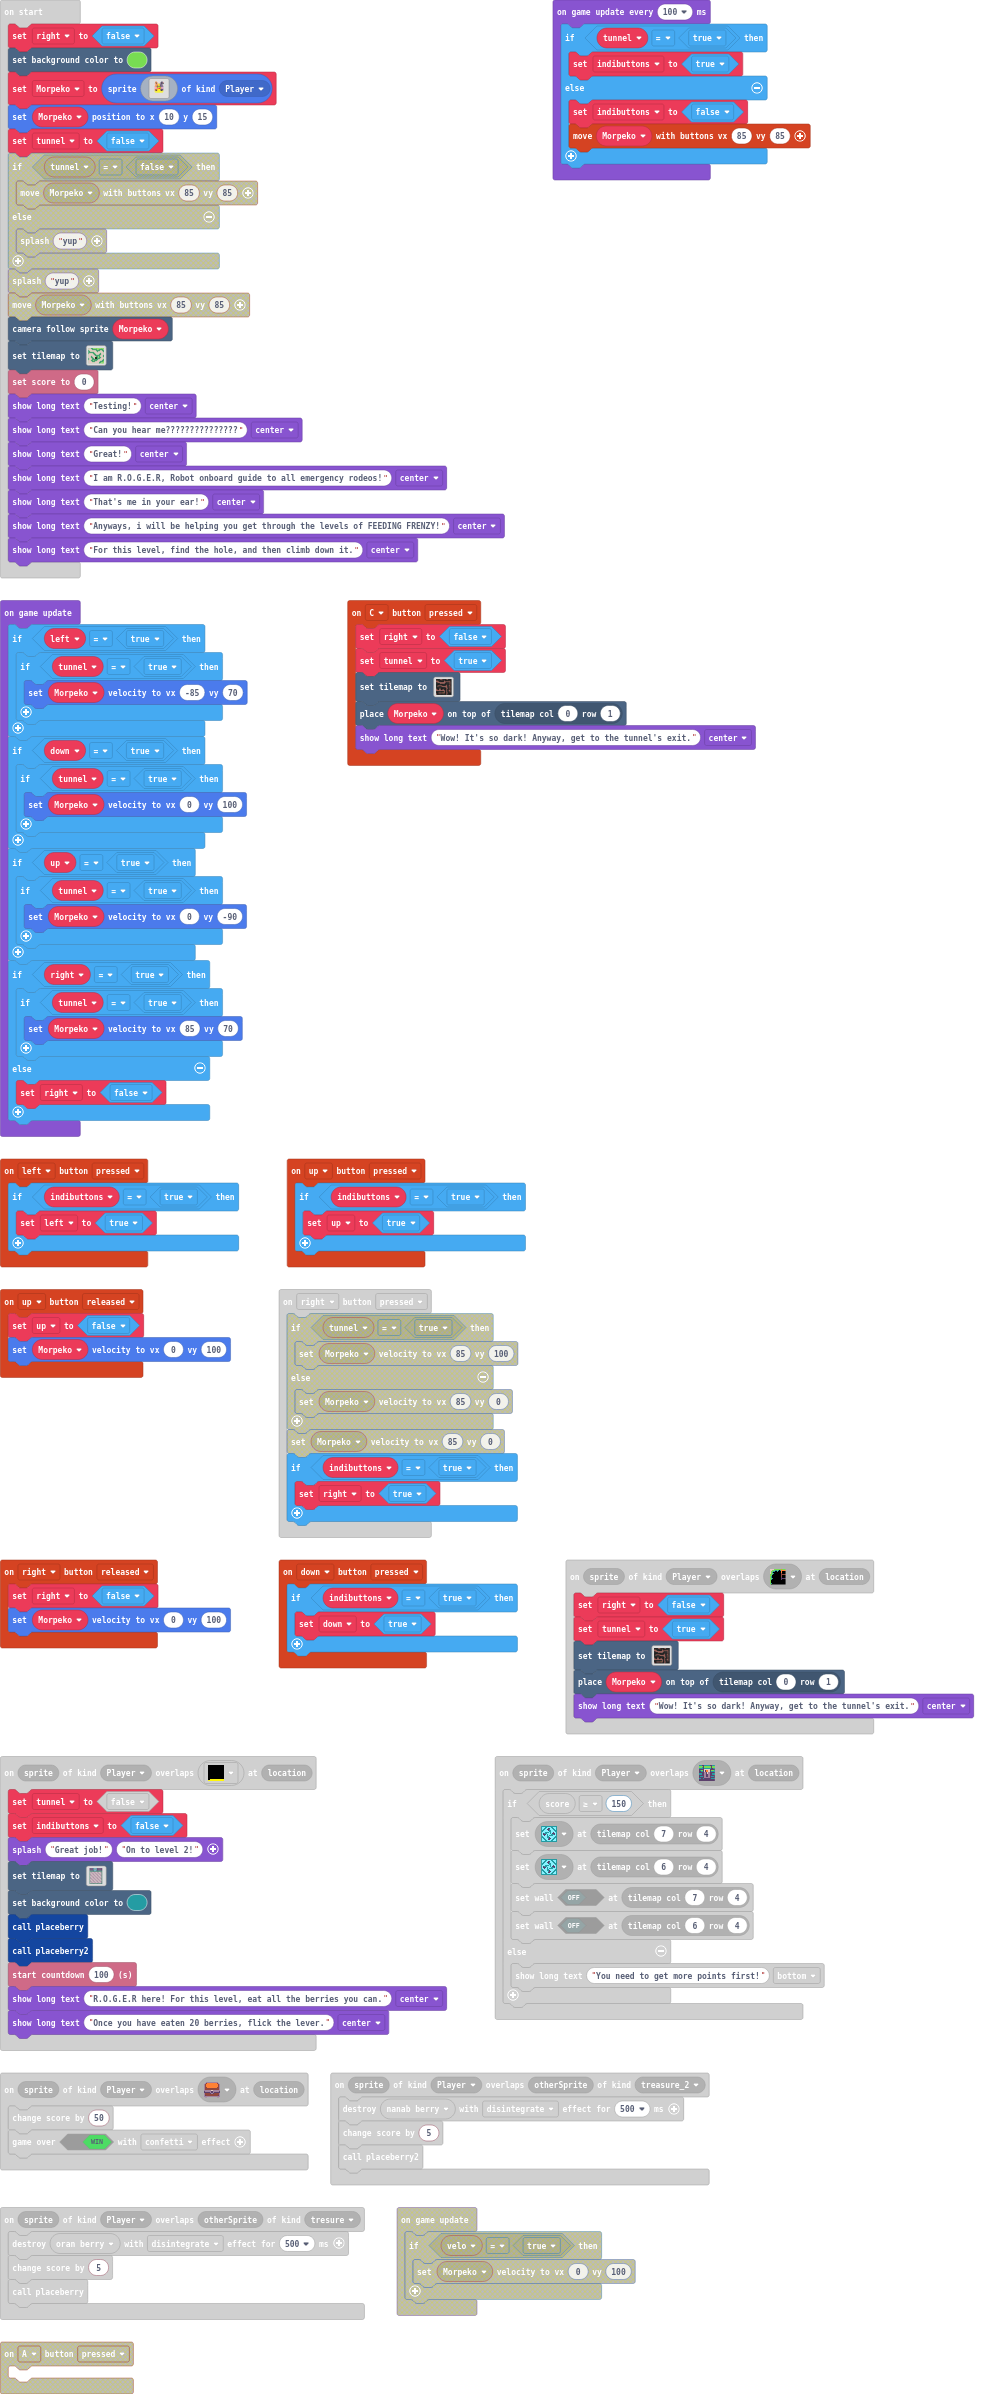 on start
set right to false
set background color to
set Morpeko to sprite of kind Player
set Morpeko position to x 10 y 15
set tunnel to false
if tunnel = false then
move Morpeko with buttons vx 85 vy 85
else
splash "yup"
splash "yup"
move Morpeko with buttons vx 85 vy 85
camera follow sprite Morpeko
set tilemap to
set score to 0
show long text "Testing!" center
show long text "Can you hear me???????????????" center
show long text "Great!" center
show long text "I am R.O.G.E.R, Robot onboard guide to all emergency rodeos!" center
show long text "That's me in your ear!" center
show long text "Anyways, i will be helping you get through the levels of FEEDING FRENZY!" center
show long text "For this level, find the hole, and then climb down it." center
on game update every 100 ms
if tunnel = true then
set indibuttons to true
else
set indibuttons to false
move Morpeko with buttons vx 85 vy 85
on game update
if left = true then
if tunnel = true then
set Morpeko velocity to vx -85 vy 70
if down = true then
if tunnel = true then
set Morpeko velocity to vx 0 vy 100
if up = true then
if tunnel = true then
set Morpeko velocity to vx 0 vy -90
if right = true then
if tunnel = true then
set Morpeko velocity to vx 85 vy 70
else
set right to false
on C button pressed
set right to false
set tunnel to true
set tilemap to
place Morpeko on top of tilemap col 0 row 1
show long text "Wow! It's so dark! Anyway, get to the tunnel's exit." center
on left button pressed
if indibuttons = true then
set left to true
on up button pressed
if indibuttons = true then
set up to true
on up button released
set up to false
set Morpeko velocity to vx 0 vy 100
on right button pressed
if tunnel = true then
set Morpeko velocity to vx 85 vy 100
else
set Morpeko velocity to vx 85 vy 0
set Morpeko velocity to vx 85 vy 0
if indibuttons = true then
set right to true
on right button released
set right to false
set Morpeko velocity to vx 0 vy 100
on down button pressed
if indibuttons = true then
set down to true
on sprite of kind Player overlaps at location
set right to false
set tunnel to true
set tilemap to
place Morpeko on top of tilemap col 0 row 1
show long text "Wow! It's so dark! Anyway, get to the tunnel's exit." center
on sprite of kind Player overlaps at location
set tunnel to false
set indibuttons to false
splash "Great job!" "On to level 2!"
set tilemap to
set background color to
call placeberry
call placeberry2
start countdown 100 (s)
show long text "R.O.G.E.R here! For this level, eat all the berries you can." center
show long text "Once you have eaten 20 berries, flick the lever." center
on sprite of kind Player overlaps at location
if score = 150 then
set at tilemap col 7 row 4
set at tilemap col 6 row 4
set wall OFF at tilemap col 7 row 4
set wall OFF at tilemap col 6 row 4
else
show long text "You need to get more points first!" bottom
on sprite of kind Player overlaps at location
change score by 50
game over WIN with confetti effect
on sprite of kind Player overlaps otherSprite of kind treasure_2
destroy nanab berry with disintegrate effect for 500 ms
change score by 5
call placeberry2
on sprite of kind Player overlaps otherSprite of kind tresure
destroy oran berry with disintegrate effect for 500 ms
change score by 5
call placeberry
on game update
if velo = true then
set Morpeko velocity to vx 0 vy 100
on A button pressed